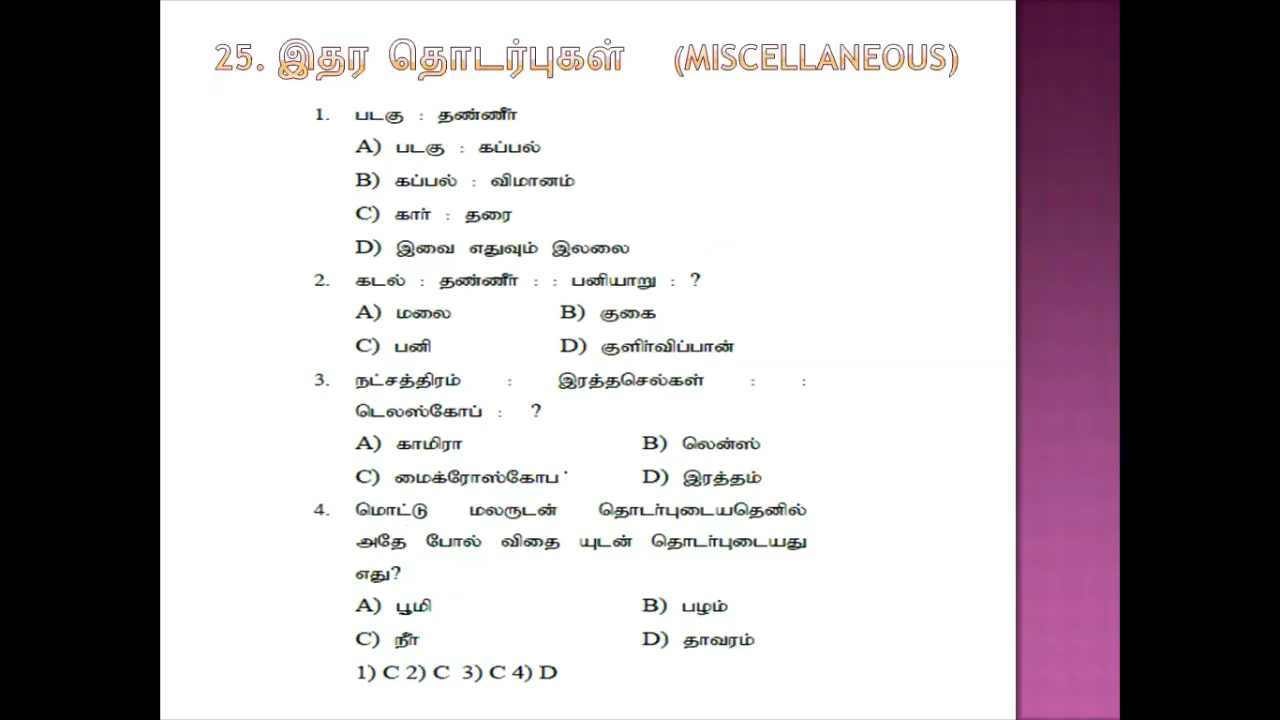 25. இதர தொடர்புகள் (MISCELLANEOUS)
1. படகு : தண்ணீர்
A) படகு : கப்பல்
B) கப்பல் : விமானம்
C) கார் : தரை
D) இவை எதுவும் இலலை
2. கடல் : தண்ணீர் : : பனியாறு : ?
A) மலை B) குகை
C) பனி D) குளிர்விப்பான்
3. நட்சத்திரம் : இரத்தசெல்கள் : :
டெலஸ்கோப் : ?
A) காமிரா B) லென்ஸ்
C) மைக்ரோஸ்கோப் D) இரத்தம்
4. மொட்டு மலருடன் தொடர்புடையதெனில்
அதே போல் விதை யுடன் தொடர்புடையது
எது?
A) பூமி B) பழம்
C) நீர் D) தாவரம்
1) C 2) C 3) C 4) D